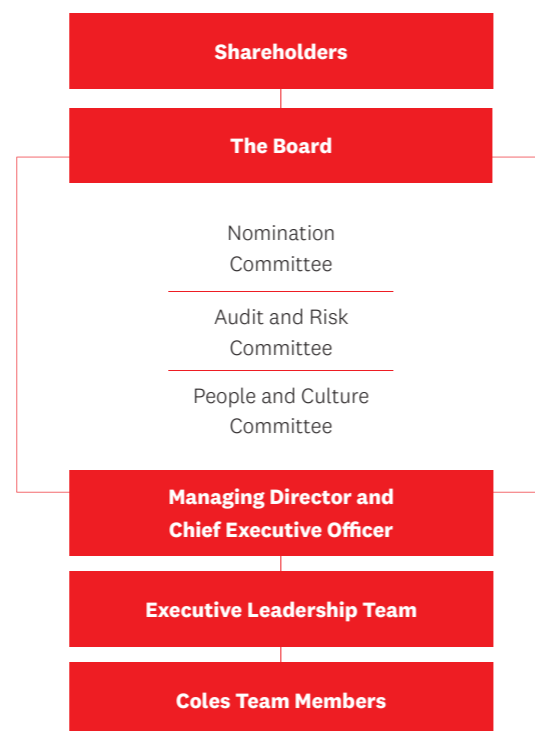 Shareholders
The Board
Nomination
Committee
Audit and Risk
Committee
People and Culture
Committee
Managing Director and
Chief Executive Officer
Executive Leadership Team
Coles Team Members